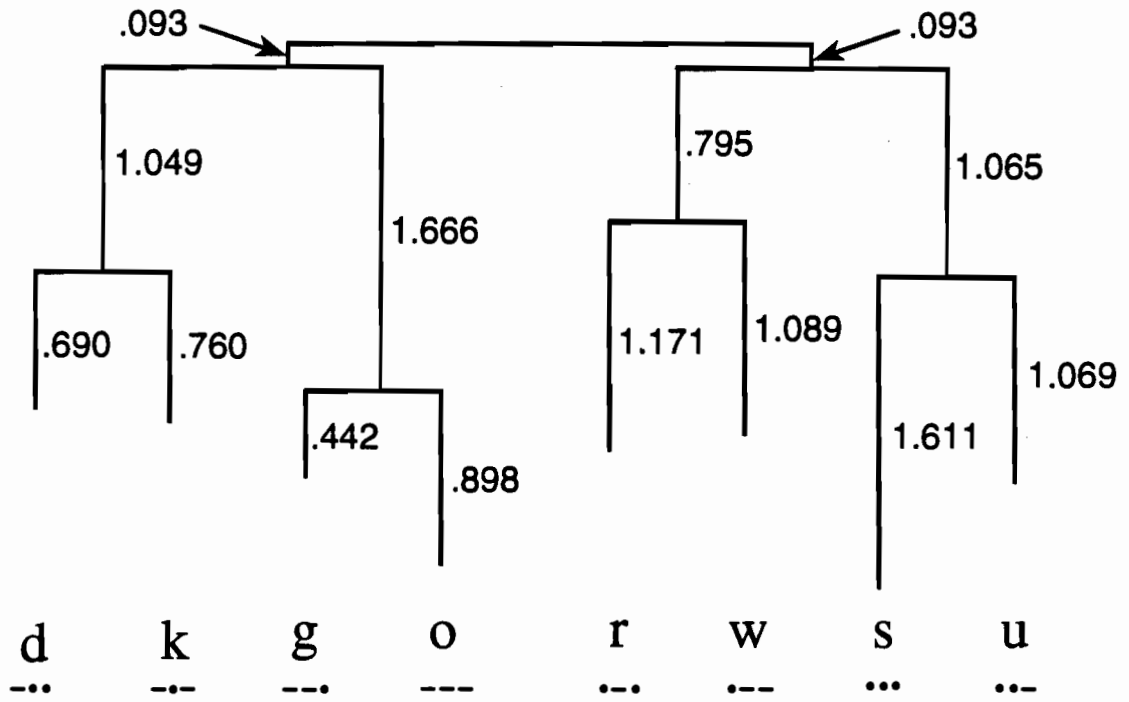 .093 .093
1.049 1.666 .795 1.065
.690 .760 1.171 1.089
.442 .898 1.611 1.069
d k g o r w s u
–•• –•– ––• ––– •–• •–– ••• ••–